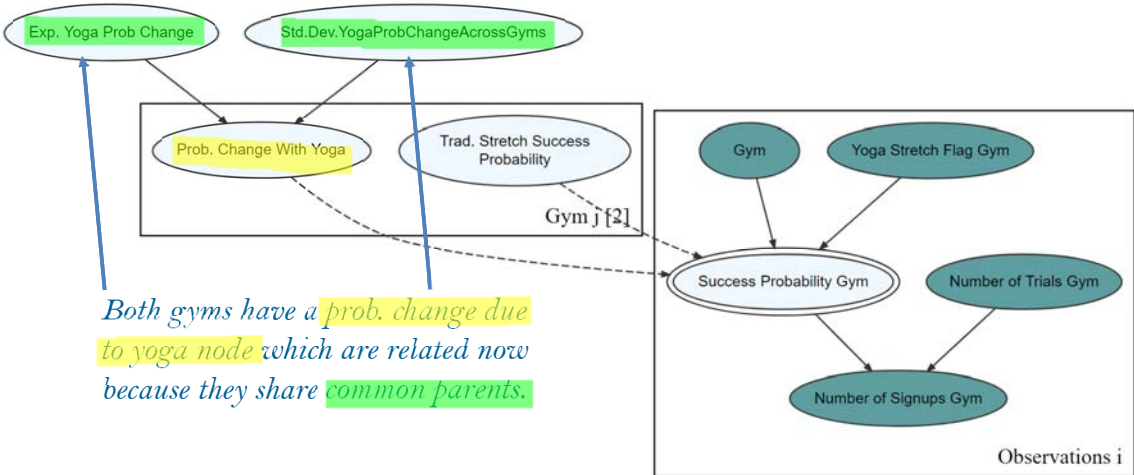 Exp. Yoga Prob Change
Std.Dev.YogaProbChangeAcrossGyms
Prob. Change With Yoga
Trad. Stretch Success
Probability
Gym j [2]
Gym
Yoga Stretch Flag Gym
Success Probability Gym
Number of Trials Gym
Number of Signups Gym
Observations i
Both gyms have a prob. change due
to yoga node which are related now
because they share common parents.